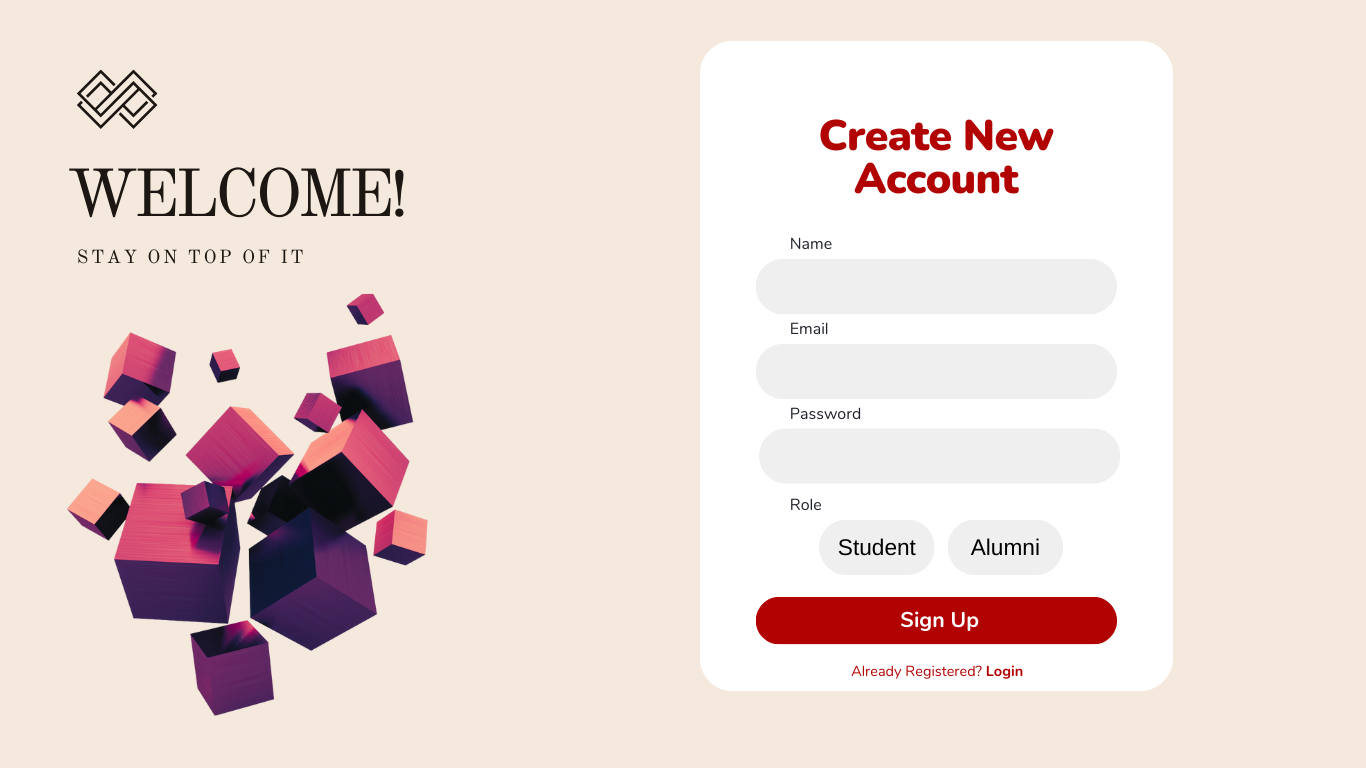 WELCOME!
STAY ON TOP OF IT
Create New
Account
Name
Email
Password
Role
Student Alumni
Sign Up
Already Registered? Login